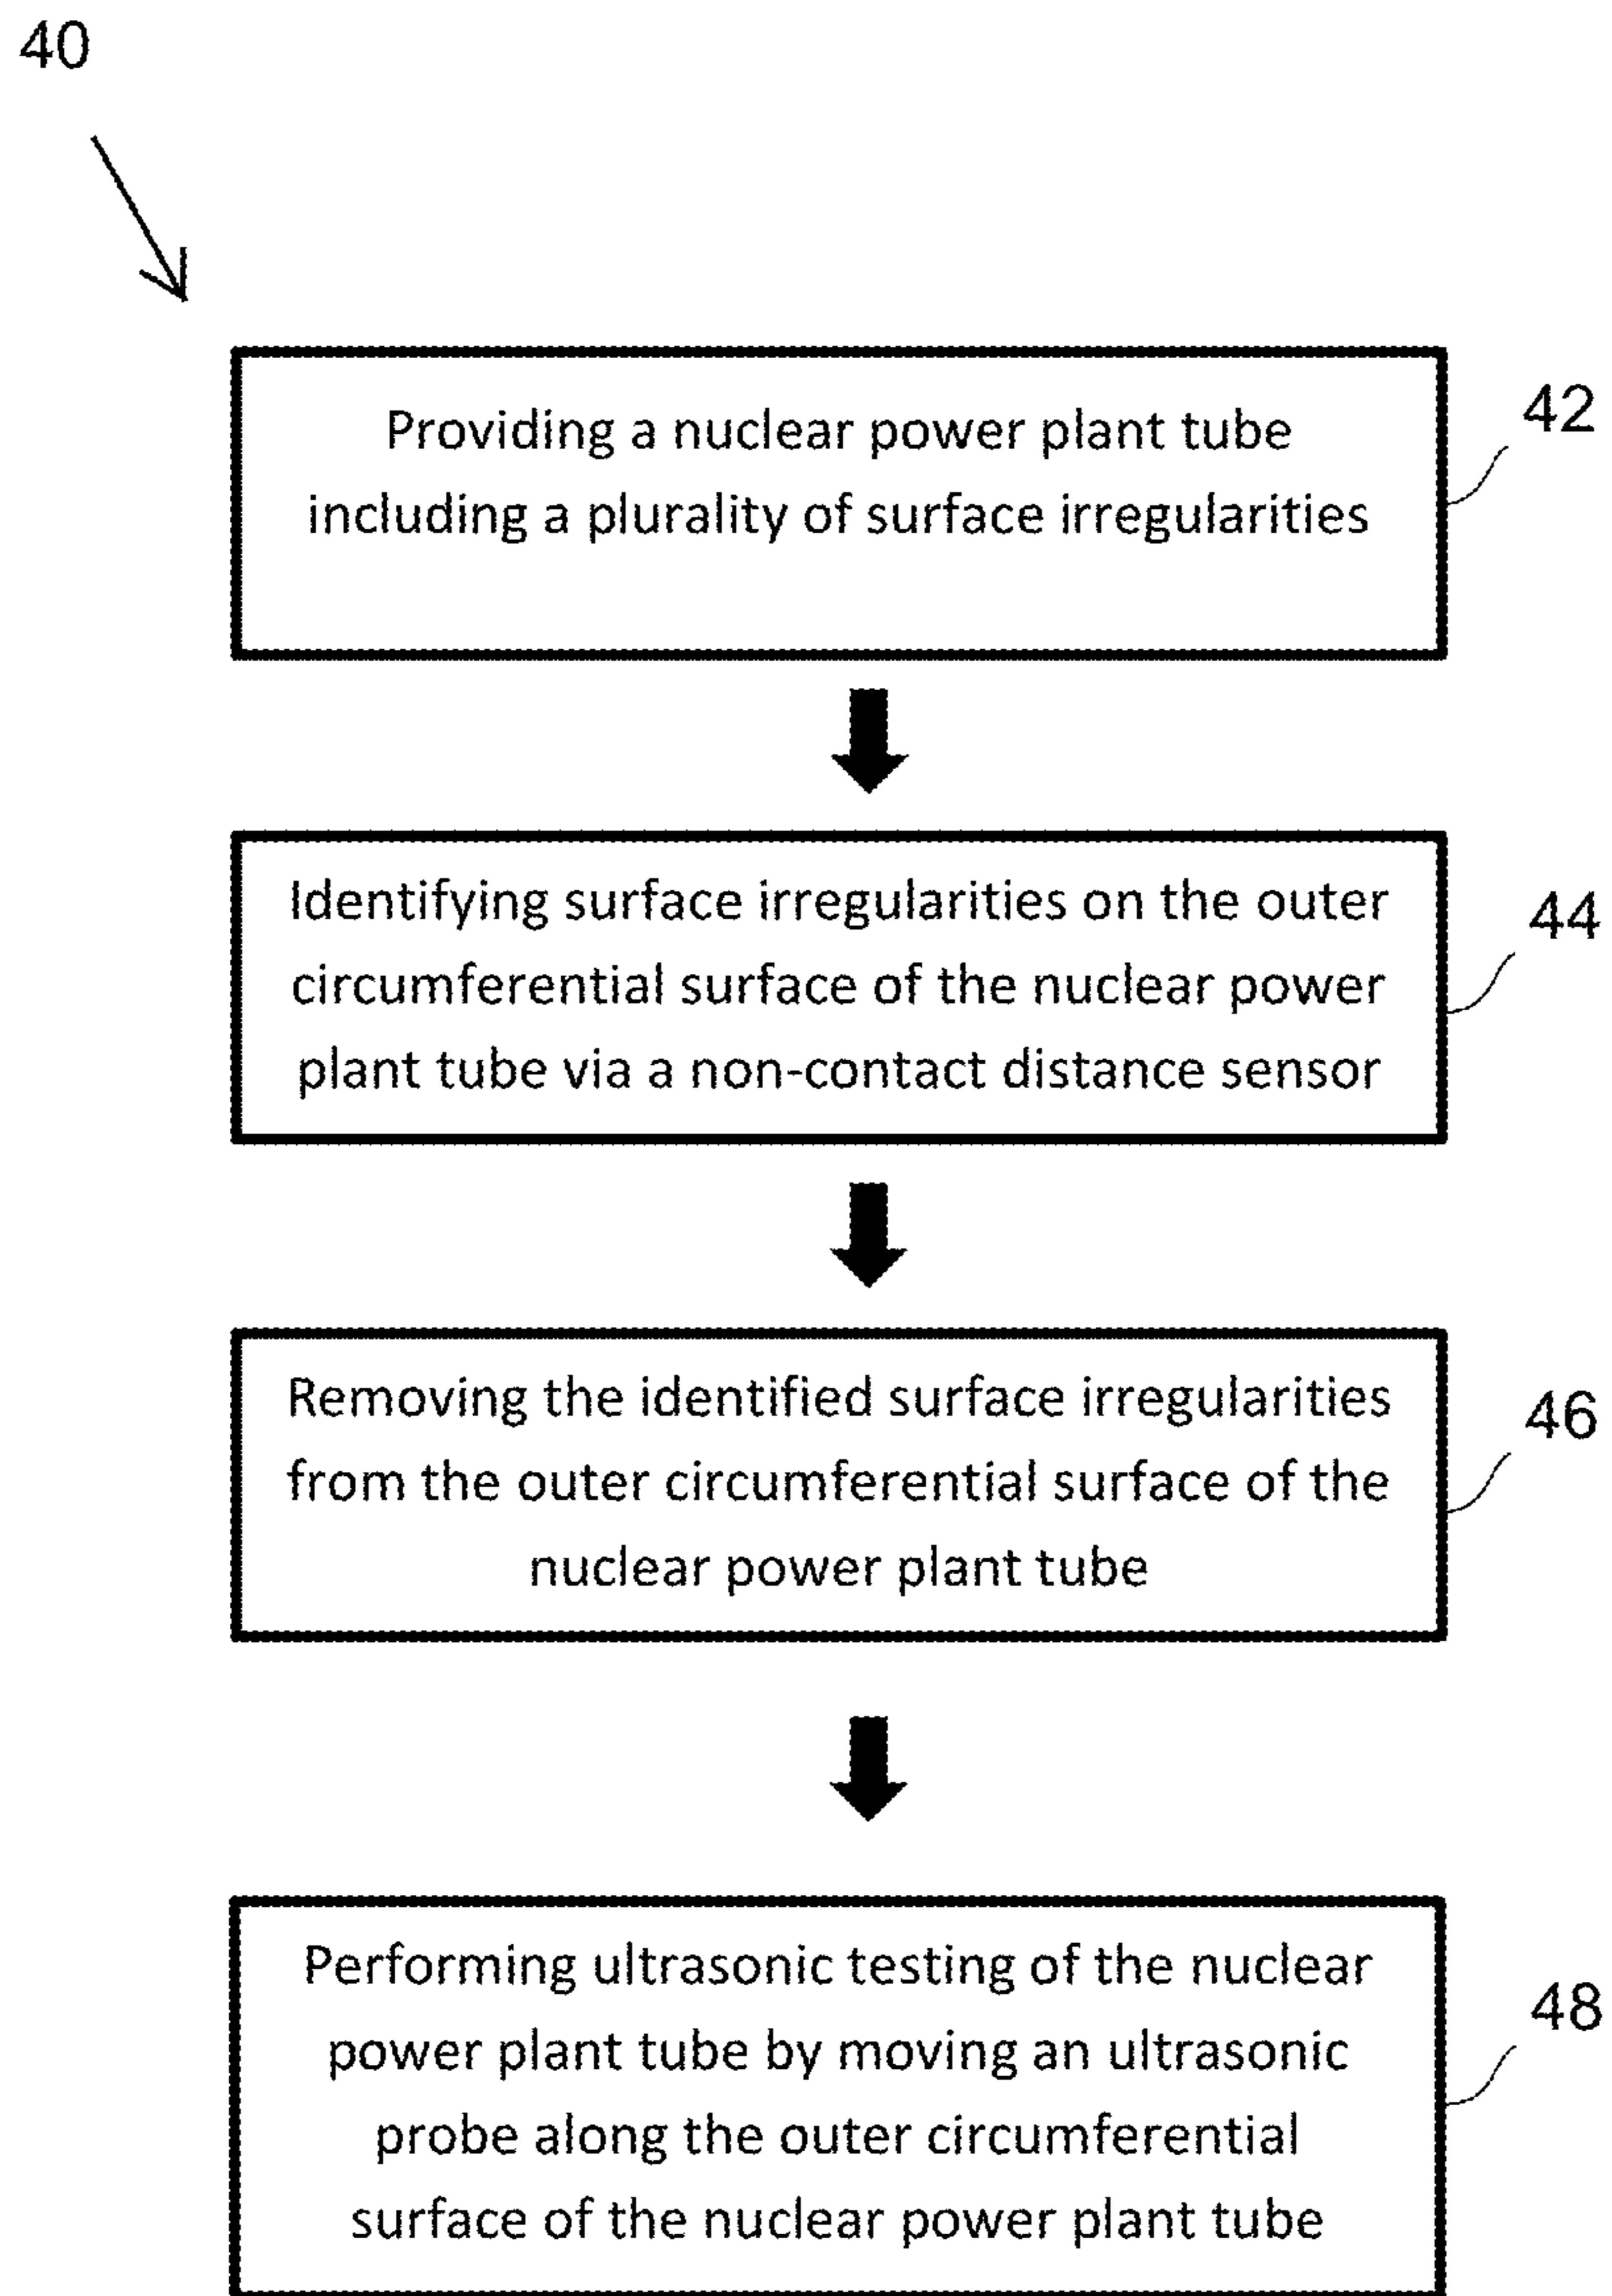 40
Providing a nuclear power plant tube
including a plurality of surface irregularities
42
Identifying surface irregularities on the outer
circumferential surface of the nuclear power
plant tube via a non-contact distance sensor
44
Removing the identified surface irregularities
from the outer circumferential surface of the
nuclear power plant tube
46
Performing ultrasonic testing of the nuclear
power plant tube by moving an ultrasonic
probe along the outer circumferential
surface of the nuclear power plant tube
48